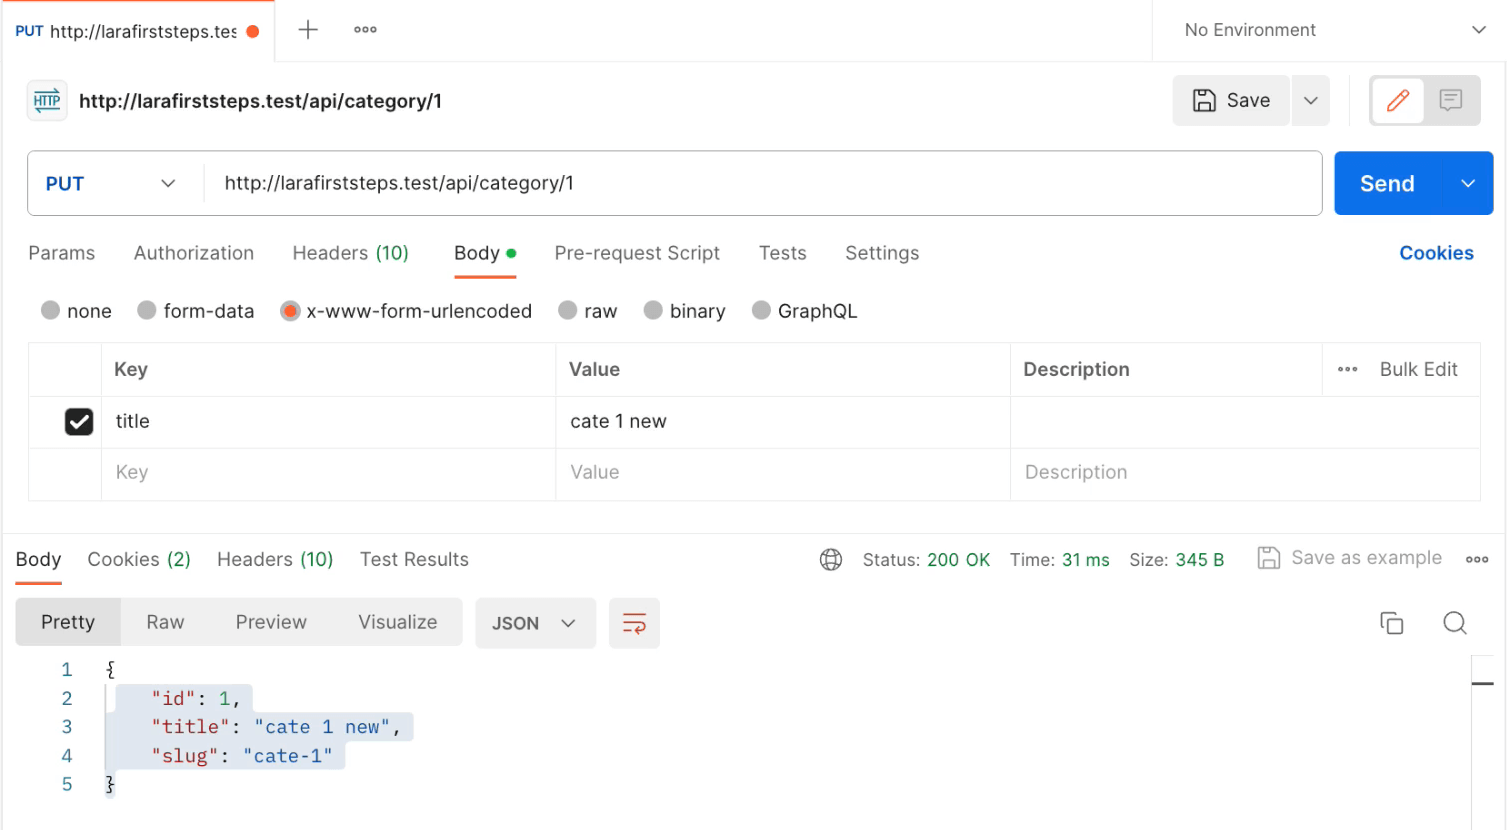 PUT http://larafirststeps.tes
No Environment
HTTP http://larafirststeps.test/api/category/1
Save
PUT http://larafirststeps.test/api/category/1
Send
Params Authorization Headers (10) Body Pre-request Script Tests Settings Cookies
none form-data x-www-form-urlencoded raw binary GraphQL
Key Value Description Bulk Edit
title cate 1 new
Key Value Description
Body Cookies (2) Headers (10) Test Results Status: 200 OK Time: 31 ms Size: 345 B Save as example
Pretty Raw Preview Visualize JSON
1 {
2 "id": 1,
3 "title": "cate 1 new",
4 "slug": "cate-1"
5 }